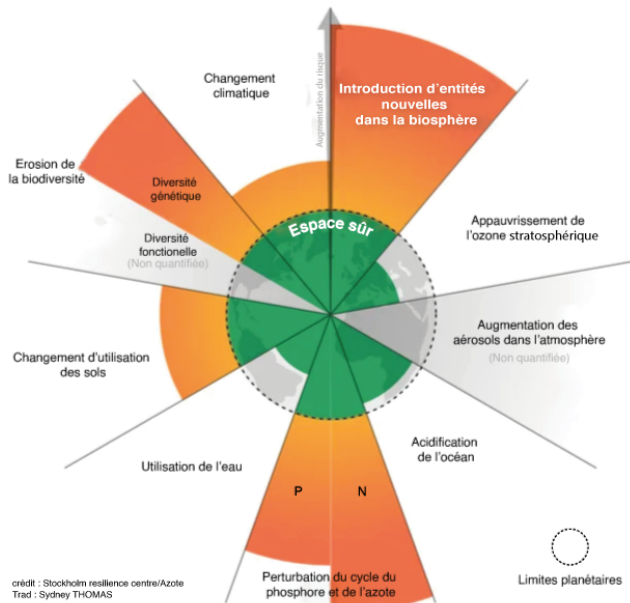 Changement
climatique
Augmentation du risque
Introduction d'entités
nouvelles
dans la biosphère
Erosion de
la biodiversité
Diversité
génétique
Diversité
fonctionelle
(Non quantifiée)
Espace sûr
Appauvrissement de
l'ozone stratosphérique
Augmentation des
aérosols dans l'atmosphère
(Non quantifiée)
Changement d'utilisation
des sols
Utilisation de l'eau
Acidification
de l'océan
P
N
Perturbation du cycle du
phosphore et de l'azote
Limites planétaires
crédit : Stockholm resilience centre/Azote
Trad : Sydney THOMAS